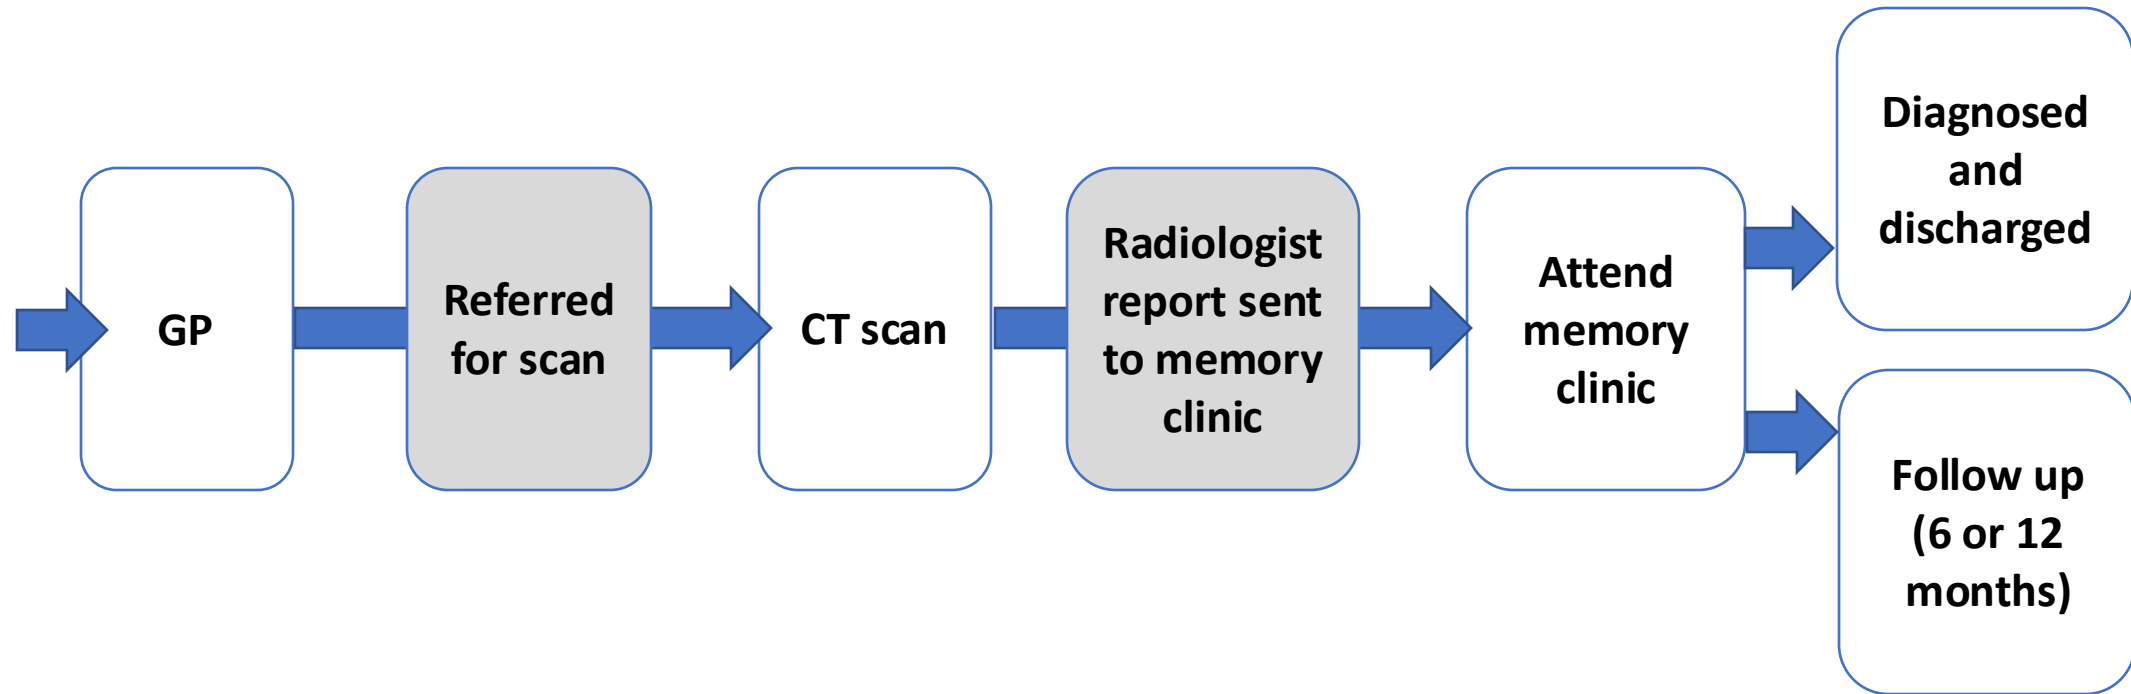 GP
Referred
for scan
CT scan
Radiologist
report sent
to memory
clinic
Attend
memory
clinic
Diagnosed
and
discharged
Follow up
(6 or 12
months)